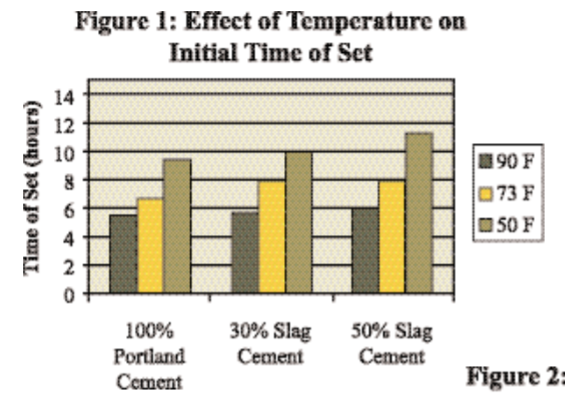 Figure 1: Effect of Temperature on
Initial Time of Set
Time of Set (hours)
14
12
10
8
6
4
2
0
90 F
73 F
50 F
100%
Portland
Cement
30% Slag
Cement
50% Slag
Cement
Figure 2: